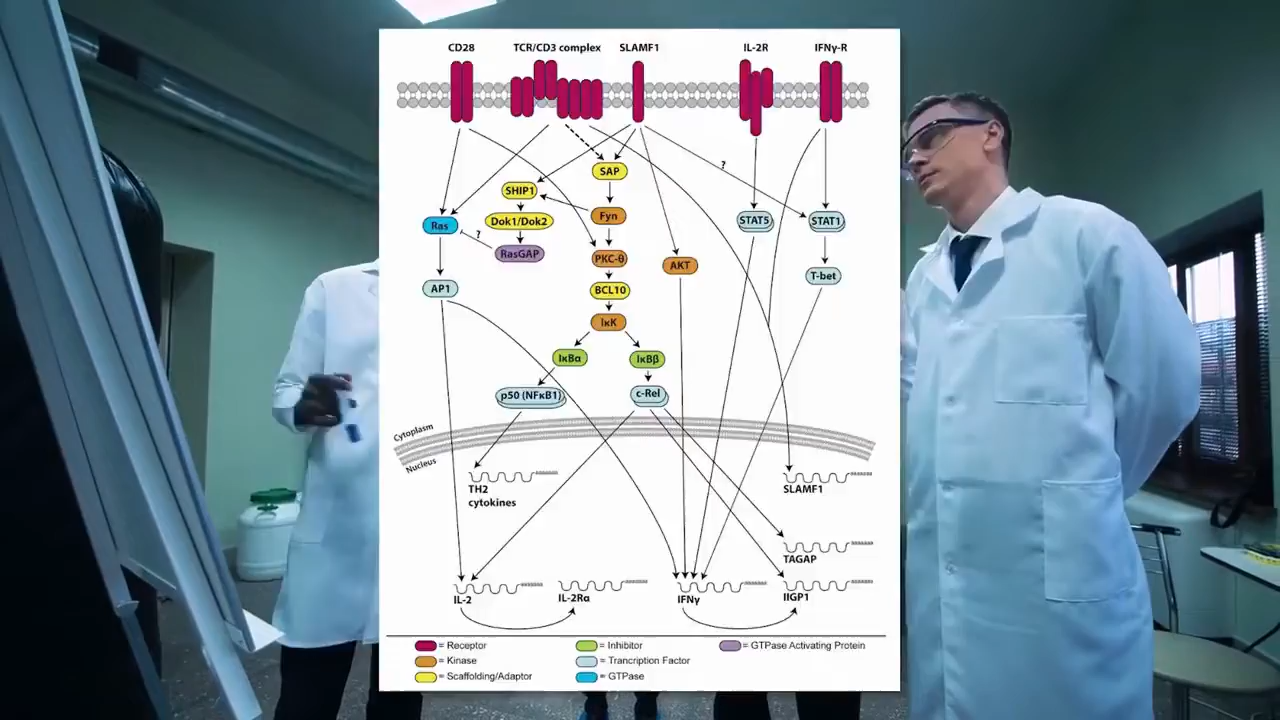 CD28
TCR/CD3 complex
SLAMF1
IL-2R
IFNγ-R
?
SAP
SHIP1
Fyn
STAT5
STAT1
Dok1/Dok2
Ras
?
RasGAP
PKC-θ
AKT
T-bet
AP1
BCL10
IκK
IκBα
IκBβ
p50 (NFκB1)
c-Rel
Cytoplasm
Nucleus
TH2
cytokines
SLAMF1
TAGAP
IL-2
IL-2Rα
IFNγ
IIGP1
= Receptor
= Inhibitor
= GTPase Activating Protein
= Kinase
= Trancription Factor
= Scaffolding/Adaptor
= GTPase